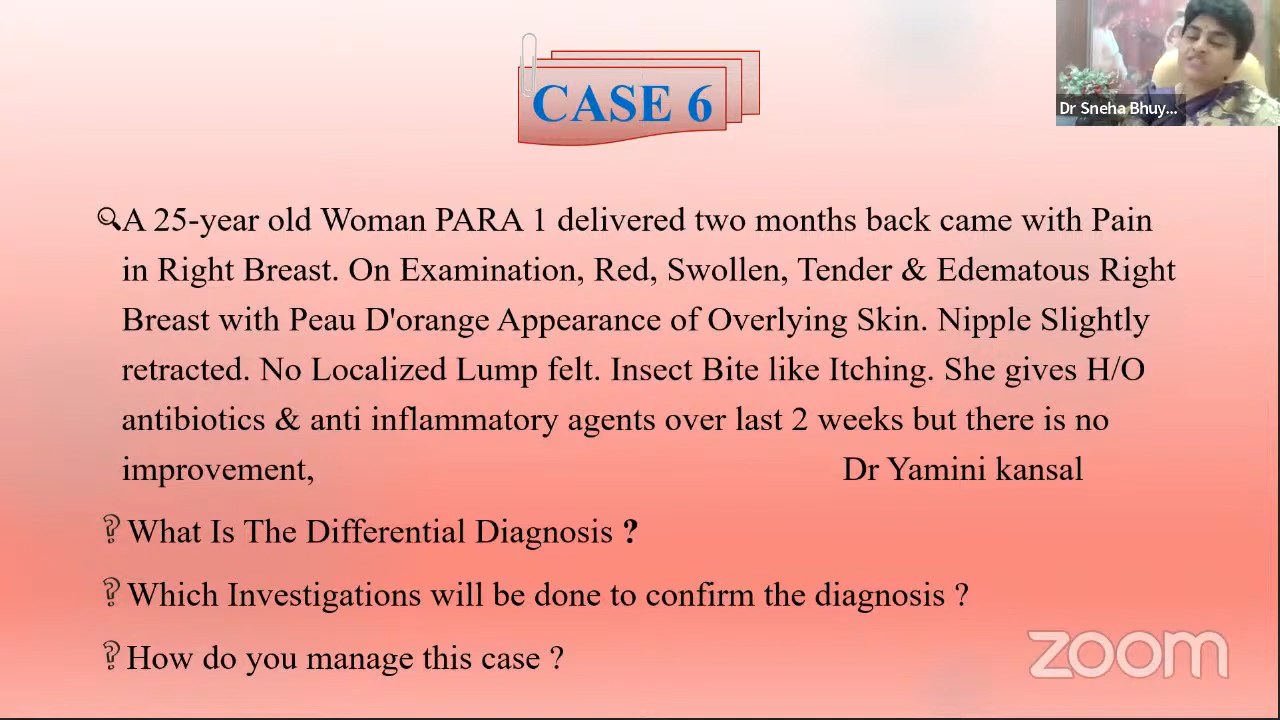 CASE 6
Dr Sneha Bhuy...
A 25-year old Woman PARA 1 delivered two months back came with Pain
in Right Breast. On Examination, Red, Swollen, Tender & Edematous Right
Breast with Peau D'orange Appearance of Overlying Skin. Nipple Slightly
retracted. No Localized Lump felt. Insect Bite like Itching. She gives H/O
antibiotics & anti inflammatory agents over last 2 weeks but there is no
improvement, Dr Yamini kansal
What Is The Differential Diagnosis ?
Which Investigations will be done to confirm the diagnosis ?
How do you manage this case ?
zoom